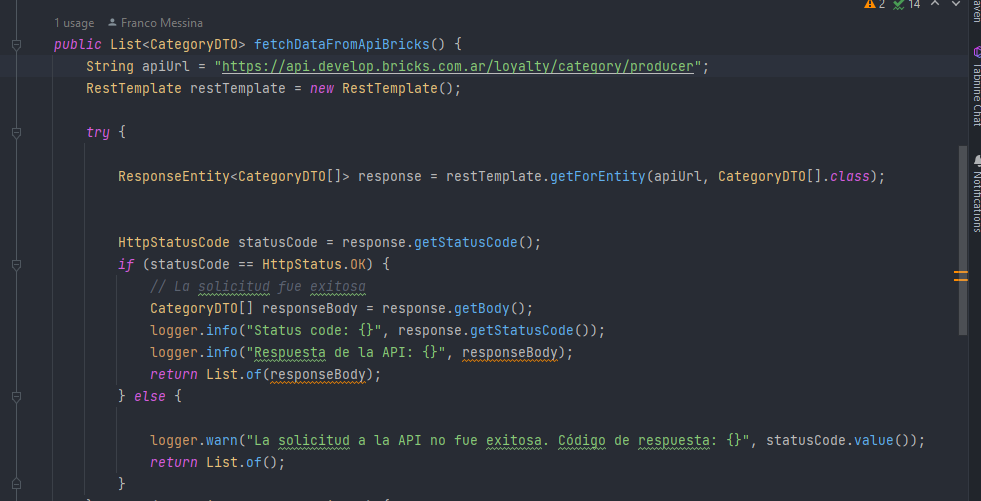 2 14
1 usage Franco Messina
public List<CategoryDTO> fetchDataFromApiBricks() {
String apiUrl = "https://api.develop.bricks.com.ar/loyalty/category/producer";
RestTemplate restTemplate = new RestTemplate();
try {
ResponseEntity<CategoryDTO[]> response = restTemplate.getForEntity(apiUrl, CategoryDTO[].class);
HttpStatusCode statusCode = response.getStatusCode();
if (statusCode == HttpStatus.OK) {
// La solicitud fue exitosa
CategoryDTO[] responseBody = response.getBody();
logger.info("Status code: {}", response.getStatusCode());
logger.info("Respuesta de la API: {}", responseBody);
return List.of(responseBody);
} else {
logger.warn("La solicitud a la API no fue exitosa. Código de respuesta: {}", statusCode.value());
return List.of();
}
aven
Tabnine Chat
Notifications